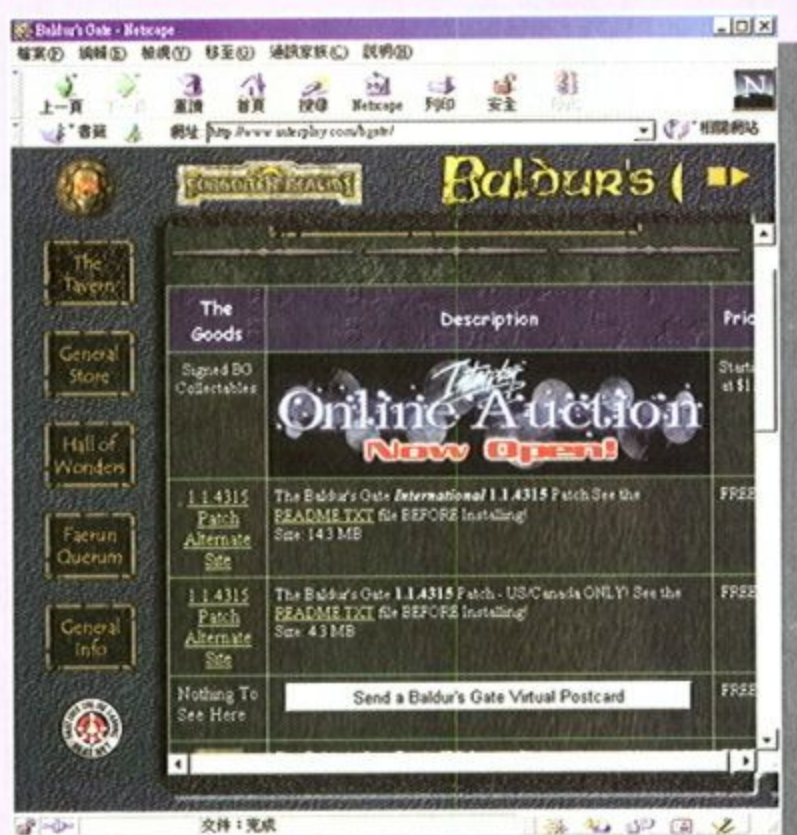 Baldur's Gate - Netscape
檔案(F) 編輯(E) 檢視(V) 移至(G) 通訊家族(C) 說明(H)
上一頁 下一頁 重讀 首頁 搜尋 Netscape 列印 安全
書籤 網址 http://www.interplay.com/bgate/ 相關網站
FORGOTTEN REALMS
Baldur's (
The
Tavern
General
Store
Hall of
Wonders
Faerun
Querum
General
Info
The
Goods
Description
Pric
Signed BG
Collectables
Interplay
Online Auction
Now Open!
Starts
at $1.
1.1.4315
Patch
Alternate
Site
The Baldur's Gate International 1.1.4315 Patch See the
README.TXT file BEFORE Installing!
Size: 14.3 MB
FREE
1.1.4315
Patch
Alternate
Site
The Baldur's Gate 1.1.4315 Patch - US/Canada ONLY! See the
README.TXT file BEFORE Installing!
Size: 4.3 MB
FREE
Nothing To
See Here
Send a Baldur's Gate Virtual Postcard
FREE
文件：完成